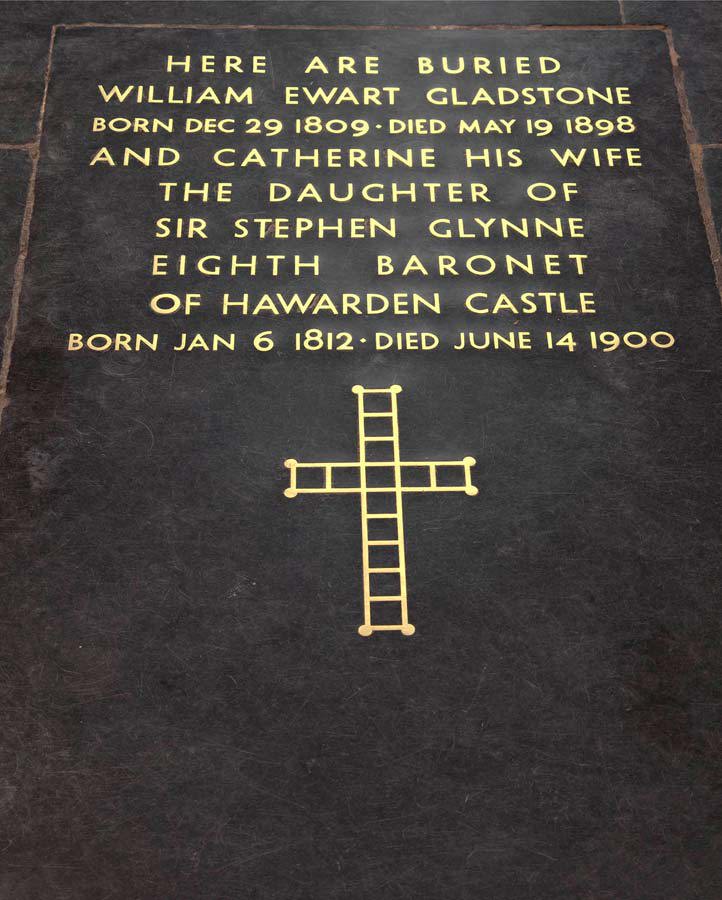 HERE ARE BURIED
WILLIAM EWART GLADSTONE
BORN DEC 29 1809 · DIED MAY 19 1898
AND CATHERINE HIS WIFE
THE DAUGHTER OF
SIR STEPHEN GLYNNE
EIGHTH BARONET
OF HAWARDEN CASTLE
BORN JAN 6 1812 · DIED JUNE 14 1900